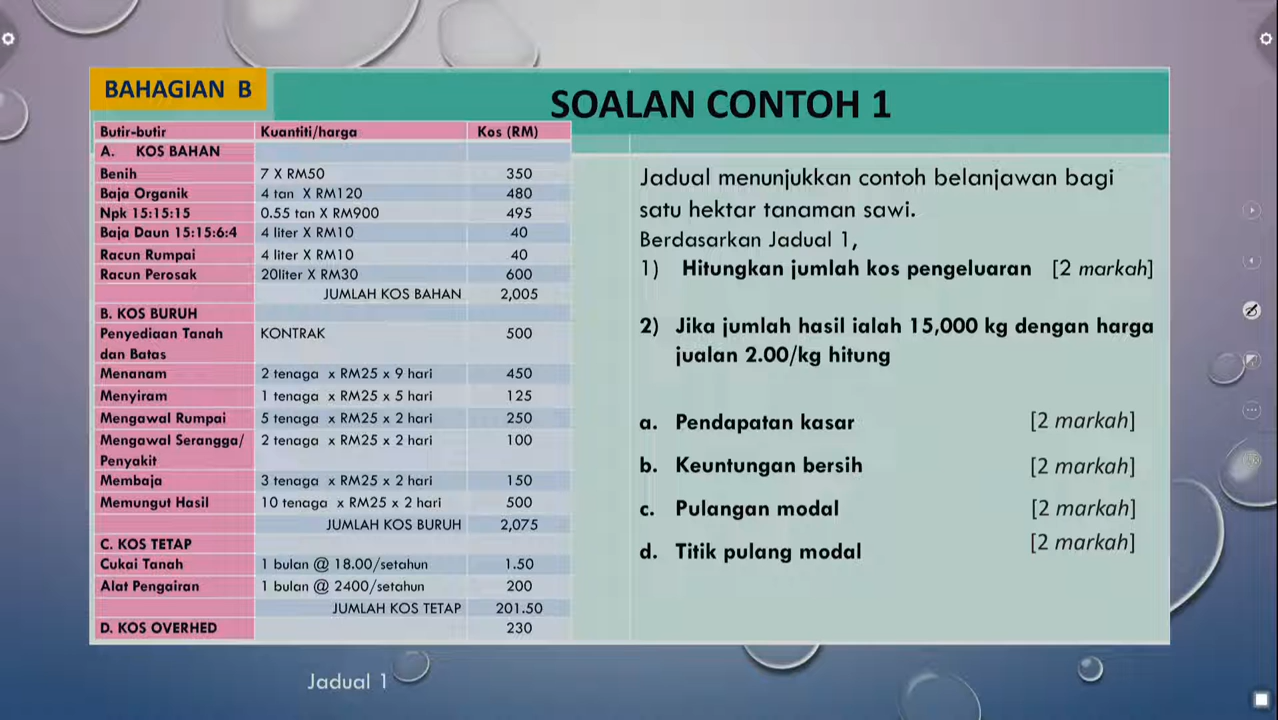 BAHAGIAN B
SOALAN CONTOH 1
Butir-butir Kuantiti/harga Kos (RM)
A. KOS BAHAN
Benih 7 X RM50 350
Baja Organik 4 tan X RM120 480
Npk 15:15:15 0.55 tan X RM900 495
Baja Daun 15:15:6:4 4 liter X RM10 40
Racun Rumpai 4 liter X RM10 40
Racun Perosak 20liter X RM30 600
JUMLAH KOS BAHAN 2,005
B. KOS BURUH
Penyediaan Tanah KONTRAK 500
dan Batas
Menanam 2 tenaga x RM25 x 9 hari 450
Menyiram 1 tenaga x RM25 x 5 hari 125
Mengawal Rumpai 5 tenaga x RM25 x 2 hari 250
Mengawal Serangga/ 2 tenaga x RM25 x 2 hari 100
Penyakit
Membaja 3 tenaga x RM25 x 2 hari 150
Memungut Hasil 10 tenaga x RM25 x 2 hari 500
JUMLAH KOS BURUH 2,075
C. KOS TETAP
Cukai Tanah 1 bulan @ 18.00/setahun 1.50
Alat Pengairan 1 bulan @ 2400/setahun 200
JUMLAH KOS TETAP 201.50
D. KOS OVERHED 230
Jadual 1
Jadual menunjukkan contoh belanjawan bagi
satu hektar tanaman sawi.
Berdasarkan Jadual 1,
1) Hitungkan jumlah kos pengeluaran [2 markah]
2) Jika jumlah hasil ialah 15,000 kg dengan harga
jualan 2.00/kg hitung
a. Pendapatan kasar [2 markah]
b. Keuntungan bersih [2 markah]
c. Pulangan modal [2 markah]
d. Titik pulang modal [2 markah]